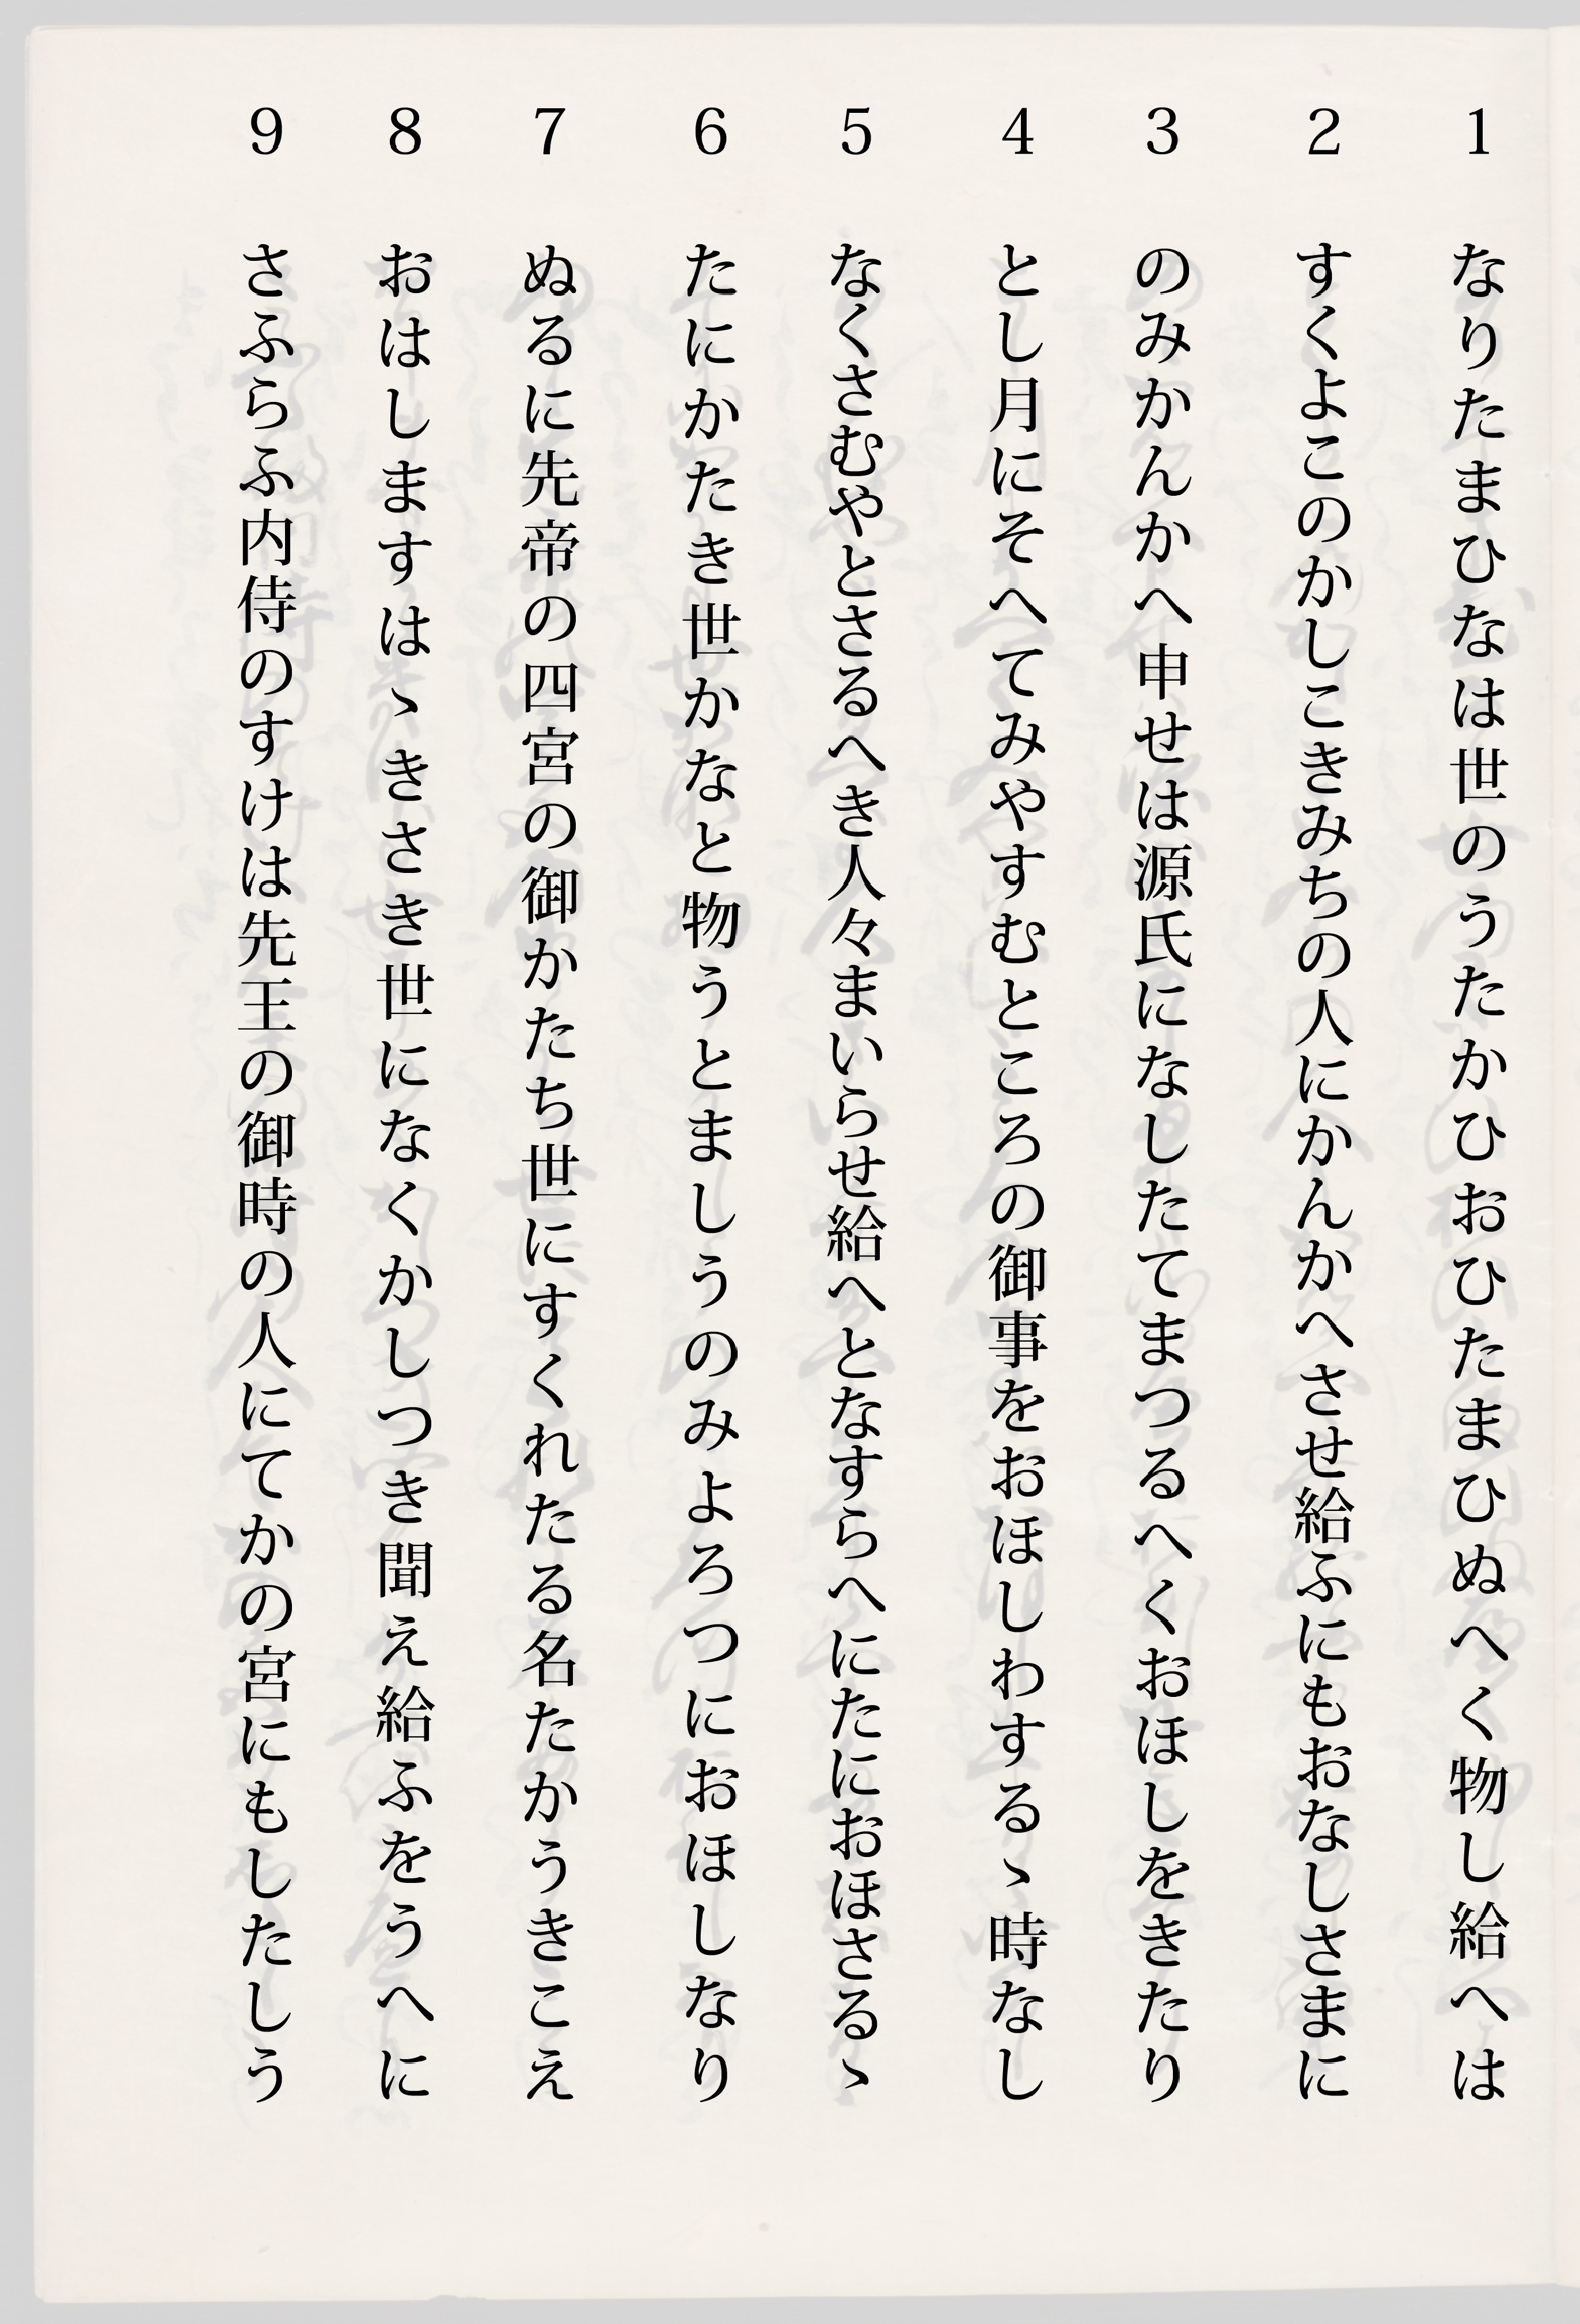 1 なりたまひなは世のうたかひおひたまひぬへく物し給へは
2 すくよこのかしこきみちの人にかんかへさせ給ふにもおなしさまに
3 のみかんかへ申せは源氏になしたてまつるへくおほしをきたり
4 とし月にそへてみやすむところの御事をおほしわするゝ時なし
5 なくさむやとさるへき人々まいらせ給へとなすらへにたにおほさるゝ
6 たにかたき世かなと物うとましうのみよろつにおほしなり
7 ぬるに先帝の四宮の御かたち世にすくれたる名たかうきこえ
8 おはしますはゝきさき世になくかしつき聞え給ふをうへに
9 さふらふ内侍のすけは先王の御時の人にてかの宮にもしたしう